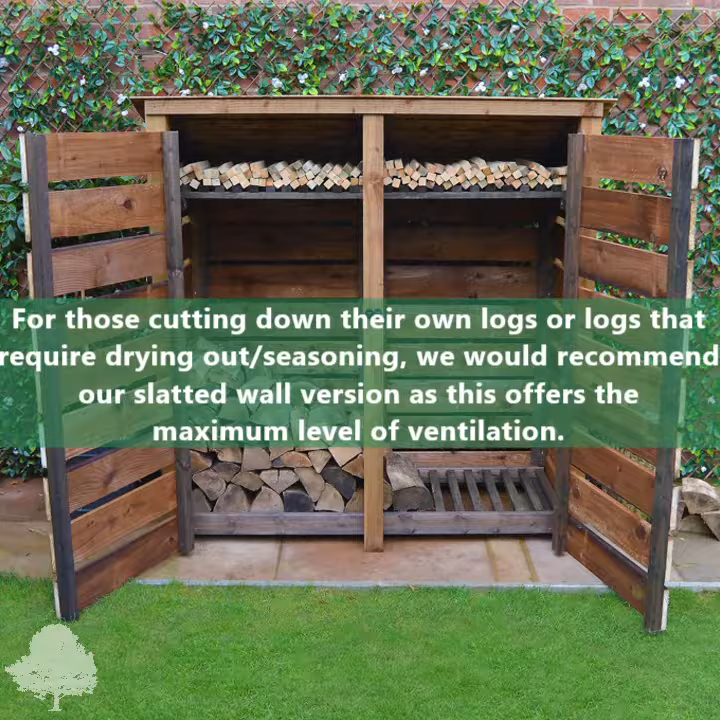 For those cutting down their own logs or logs that
require drying out/seasoning, we would recommend
our slatted wall version as this offers the
maximum level of ventilation.